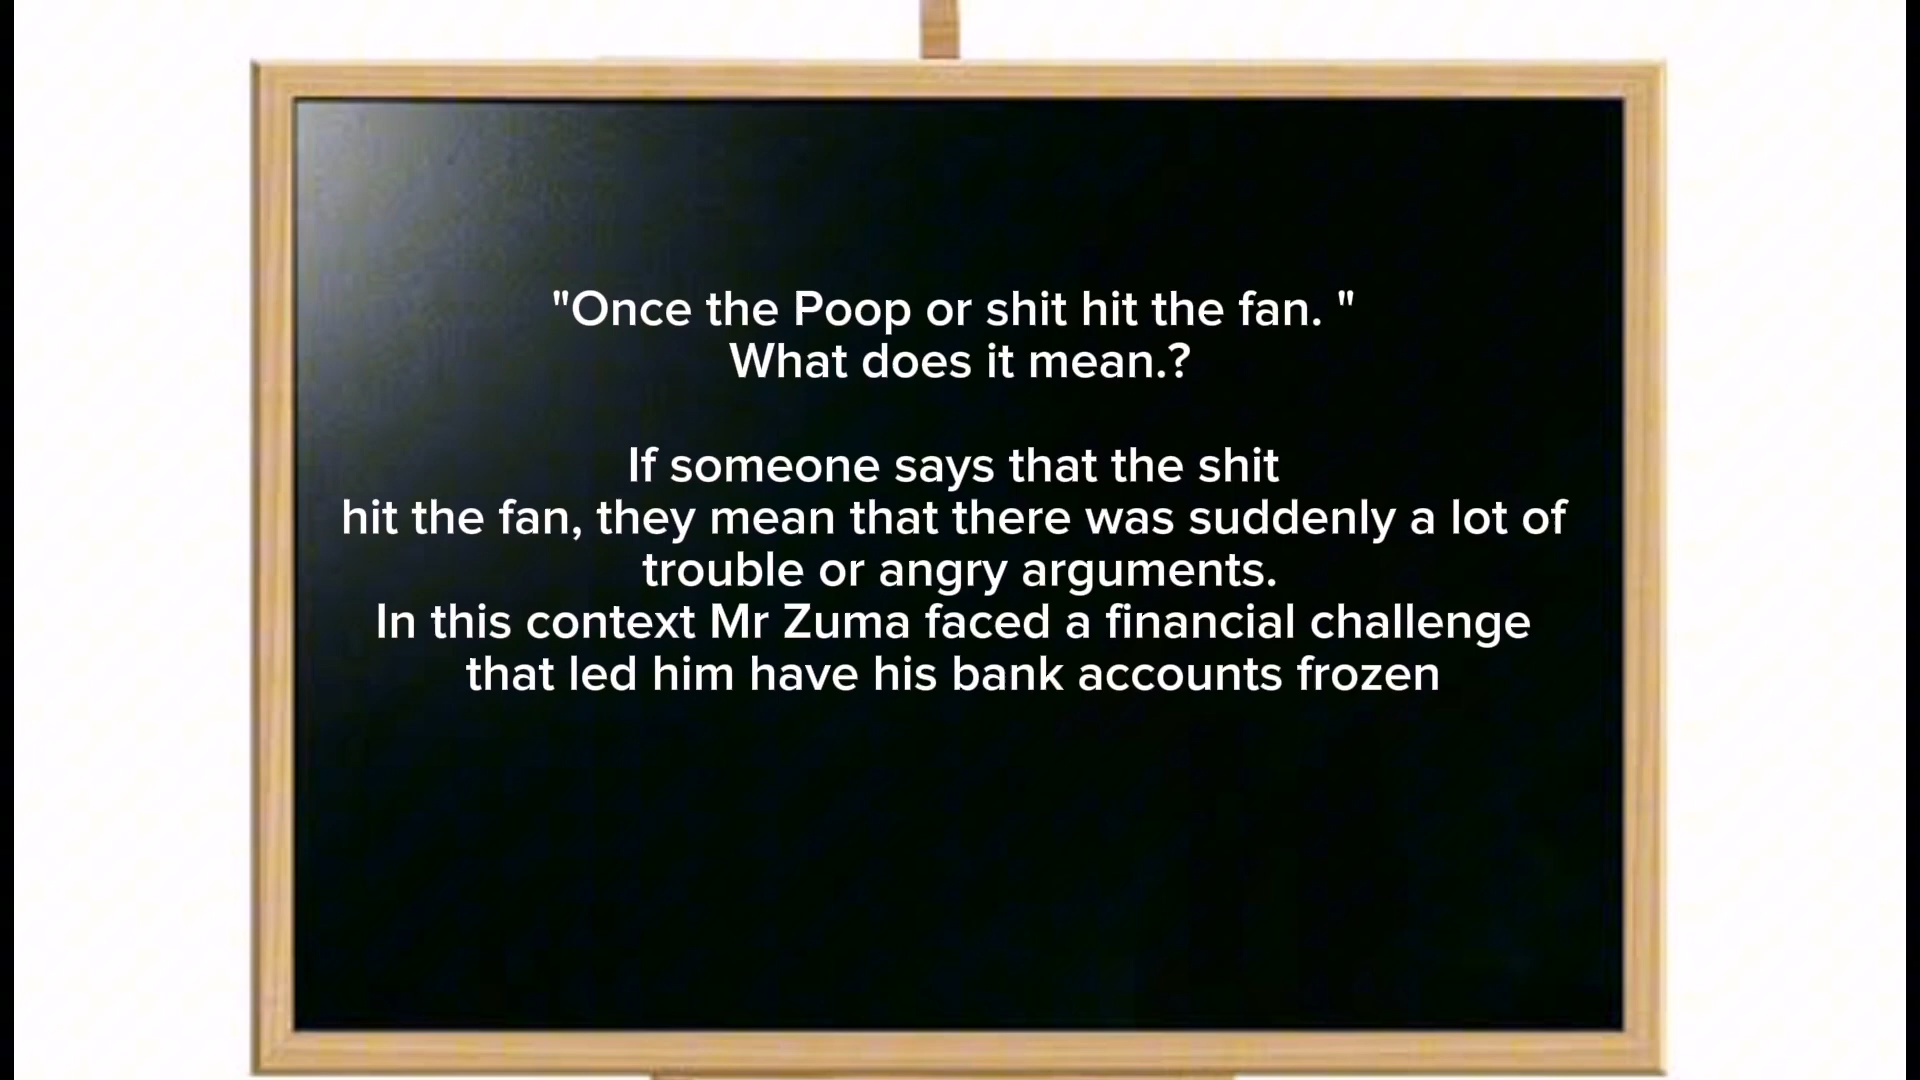 "Once the Poop or shit hit the fan. "
What does it mean.?
If someone says that the shit
hit the fan, they mean that there was suddenly a lot of
trouble or angry arguments.
In this context Mr Zuma faced a financial challenge
that led him have his bank accounts frozen